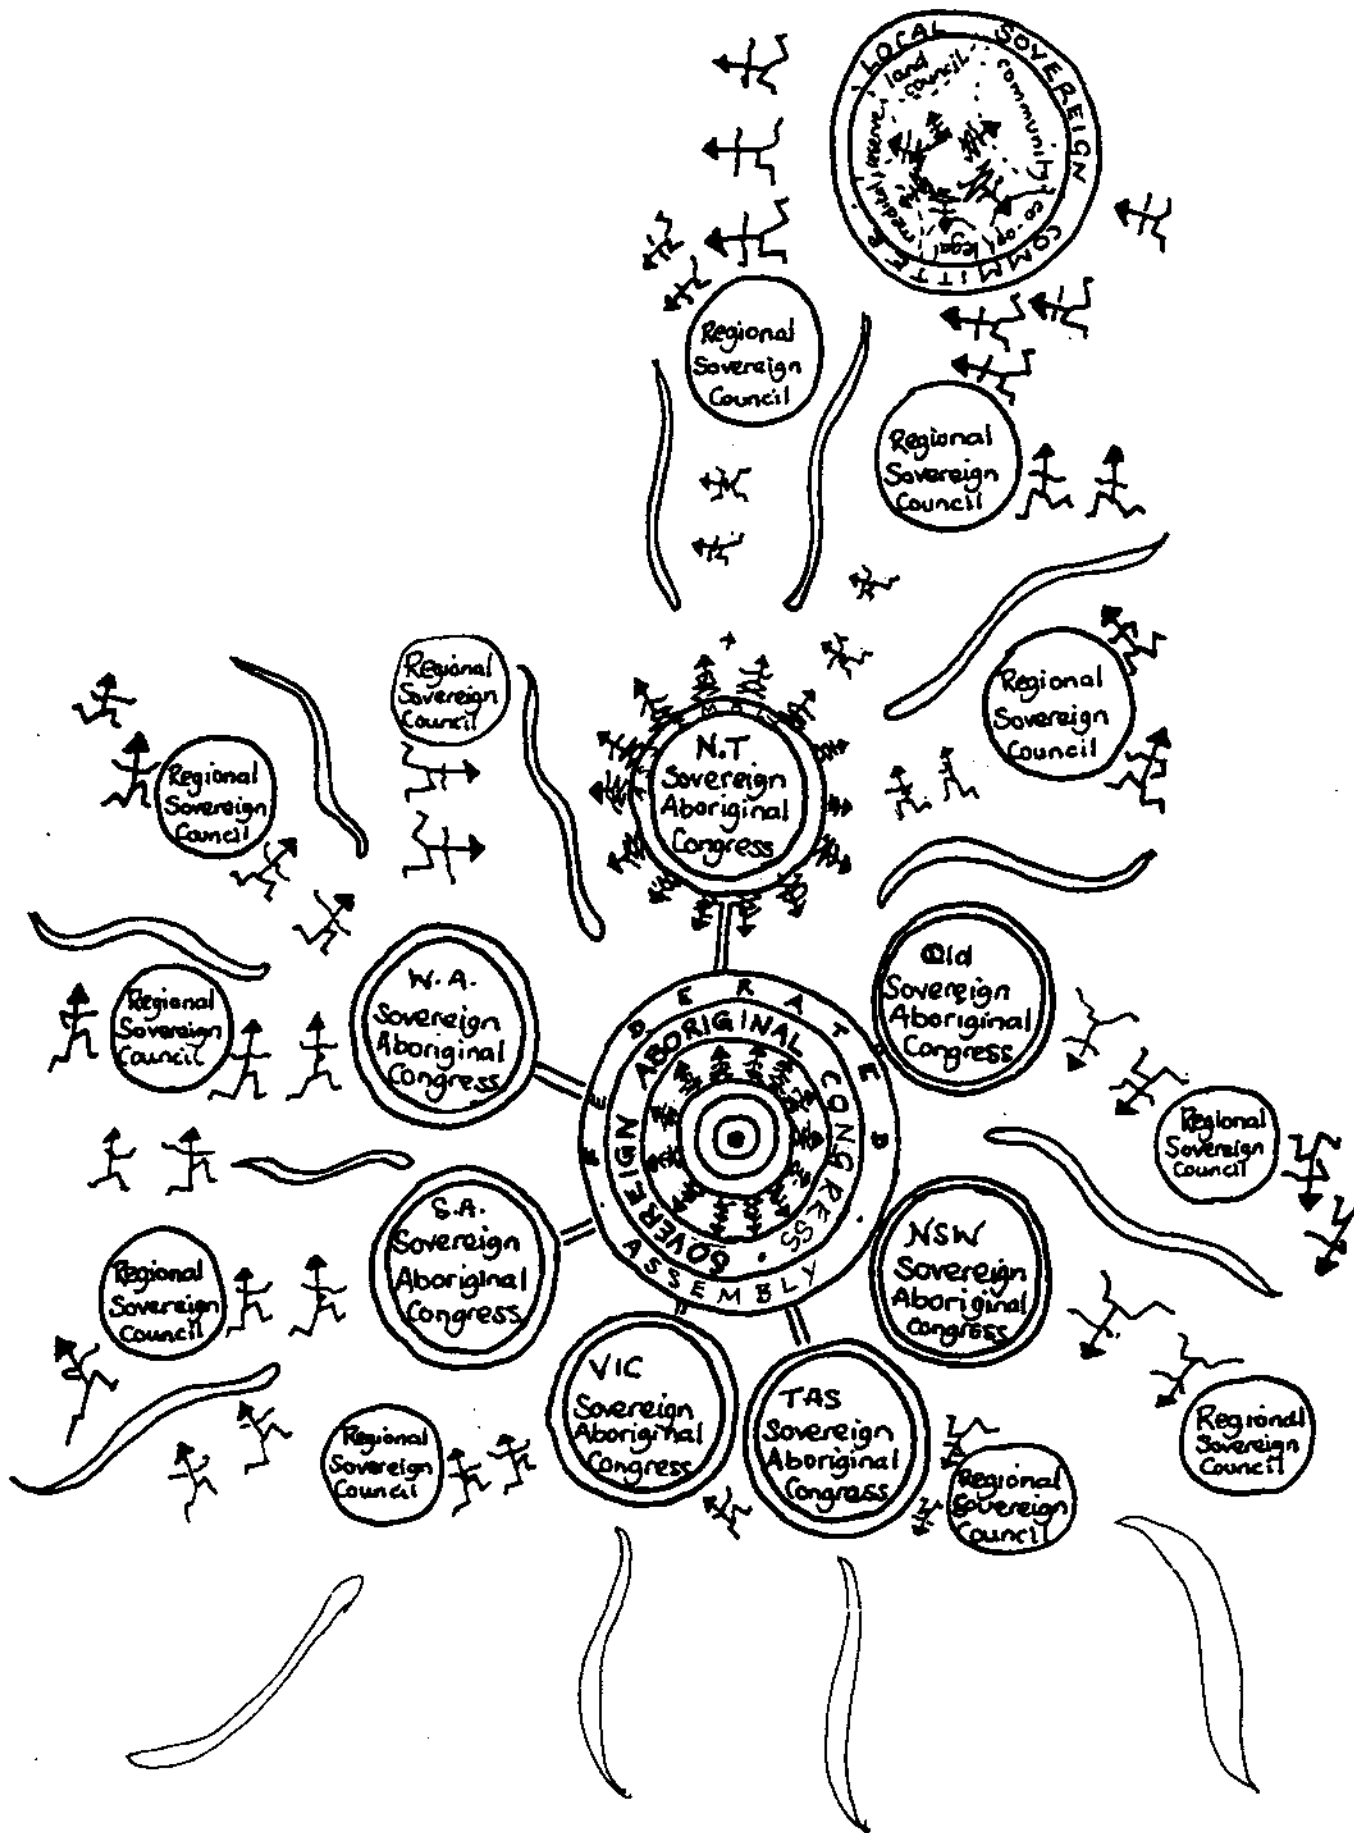 LOCAL SOVEREIGN COMMITTEE
land
council
community
co-op
legal
medical
reserve
Regional
Sovereign
Council
Regional
Sovereign
Council
Regional
Sovereign
Council
Regional
Sovereign
Council
Regional
Sovereign
Council
N.T
Sovereign
Aboriginal
Congress
W.A.
Sovereign
Aboriginal
Congress
Qld
Sovereign
Aboriginal
Congress
Regional
Sovereign
Council
FEDERATED ASSEMBLY
SOVEREIGN ABORIGINAL CONGRESS
Regional
Sovereign
Council
S.A.
Sovereign
Aboriginal
Congress
NSW
Sovereign
Aboriginal
Congress
Regional
Sovereign
Council
VIC
Sovereign
Aboriginal
Congress
TAS
Sovereign
Aboriginal
Congress
Regional
Sovereign
Council
Regional
Sovereign
Council
Regional
Sovereign
Council